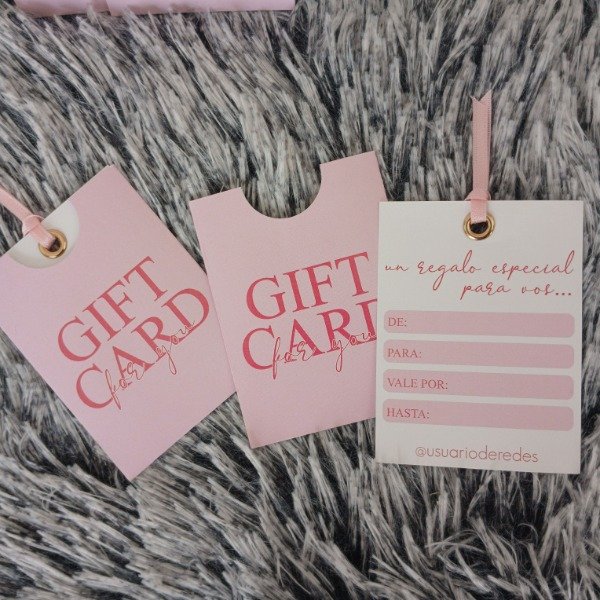 GIFT
CARD
for you
GIFT
CARD
for you
un regalo especial
para vos...
DE:
PARA:
VALE POR:
HASTA:
@usuarioderedes